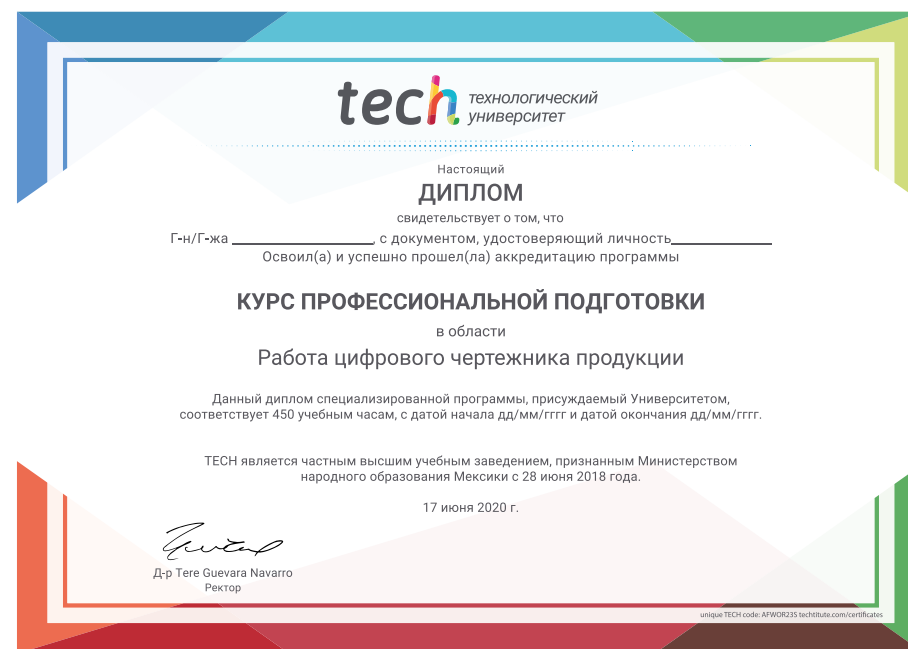 tech технологический
университет
Настоящий
ДИПЛОМ
свидетельствует о том, что
Г-н/Г-жа ________________, с документом, удостоверяющий личность____________
Освоил(а) и успешно прошел(ла) аккредитацию программы
КУРС ПРОФЕССИОНАЛЬНОЙ ПОДГОТОВКИ
в области
Работа цифрового чертежника продукции
Данный диплом специализированной программы, присуждаемый Университетом,
соответствует 450 учебным часам, с датой начала дд/мм/гггг и датой окончания дд/мм/гггг.
TECH является частным высшим учебным заведением, признанным Министерством
народного образования Мексики с 28 июня 2018 года.
17 июня 2020 г.
Д-р Tere Guevara Navarro
Ректор
unique TECH code: AFWOR235 techtitute.com/certificates